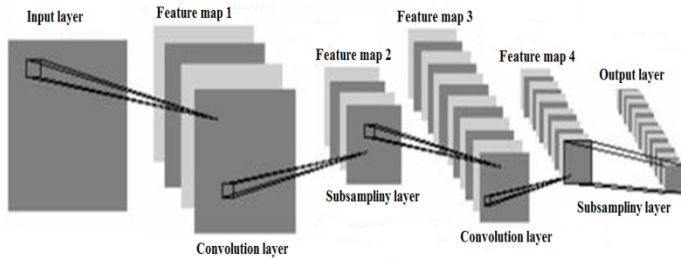 Input layer
Feature map 1
Feature map 2
Feature map 3
Feature map 4
Output layer
Convolution layer
Subsampliny layer
Convolution layer
Subsampliny layer